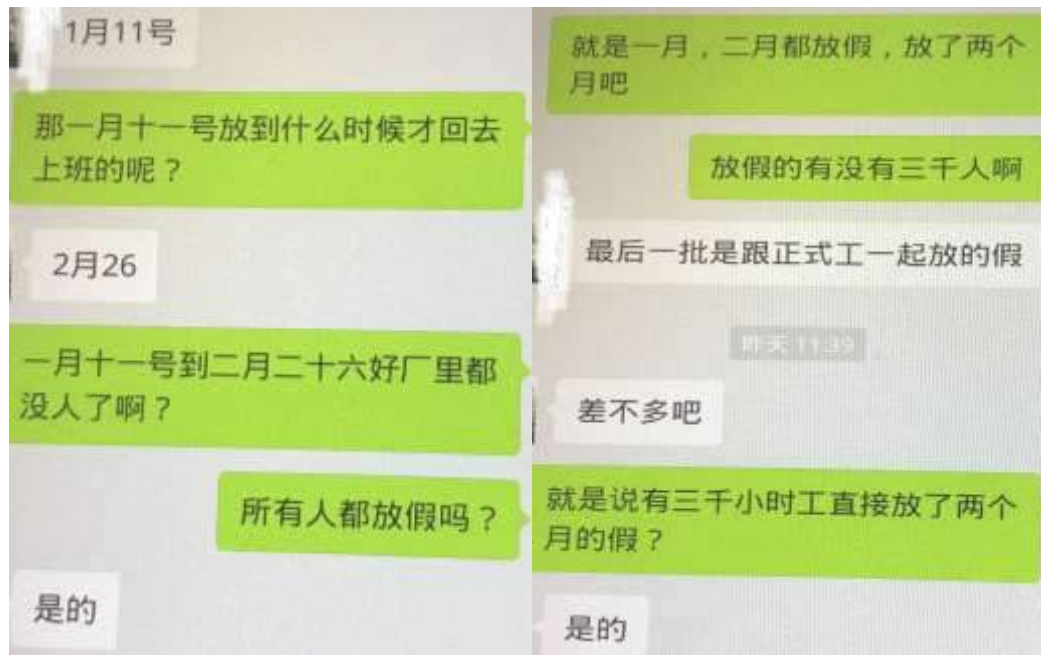 1月11号
那一月十一号放到什么时候才回去
上班的呢？
2月26
一月十一号到二月二十六好厂里都
没人了啊？
所有人都放假吗？
是的
就是一月，二月都放假，放了两个
月吧
放假的有没有三千人啊
最后一批是跟正式工一起放的假
昨天 11:39
差不多吧
就是说有三千小时工直接放了两个
月的假？
是的